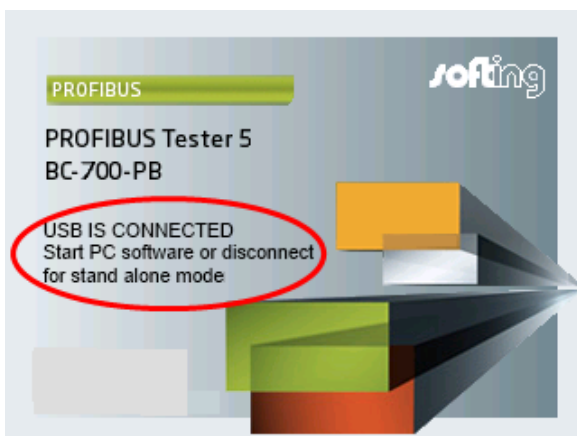 softing
PROFIBUS
PROFIBUS Tester 5
BC-700-PB
USB IS CONNECTED
Start PC software or disconnect
for stand alone mode